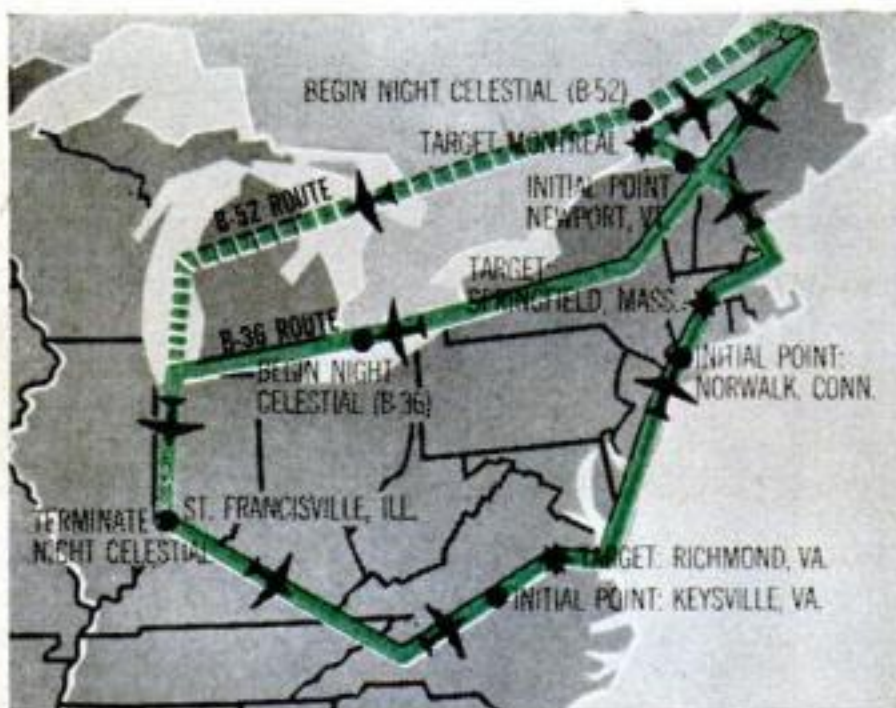 BEGIN NIGHT CELESTIAL (B-52)
TARGET: MONTREAL
B-52 ROUTE
INITIAL POINT
NEWPORT, VT.
TARGET:
SPRINGFIELD, MASS.
B-36 ROUTE
BEGIN NIGHT
CELESTIAL (B-36)
INITIAL POINT:
NORWALK, CONN.
ST. FRANCISVILLE, ILL.
TERMINATE
NIGHT CELESTIAL
TARGET: RICHMOND, VA.
INITIAL POINT: KEYSVILLE, VA.